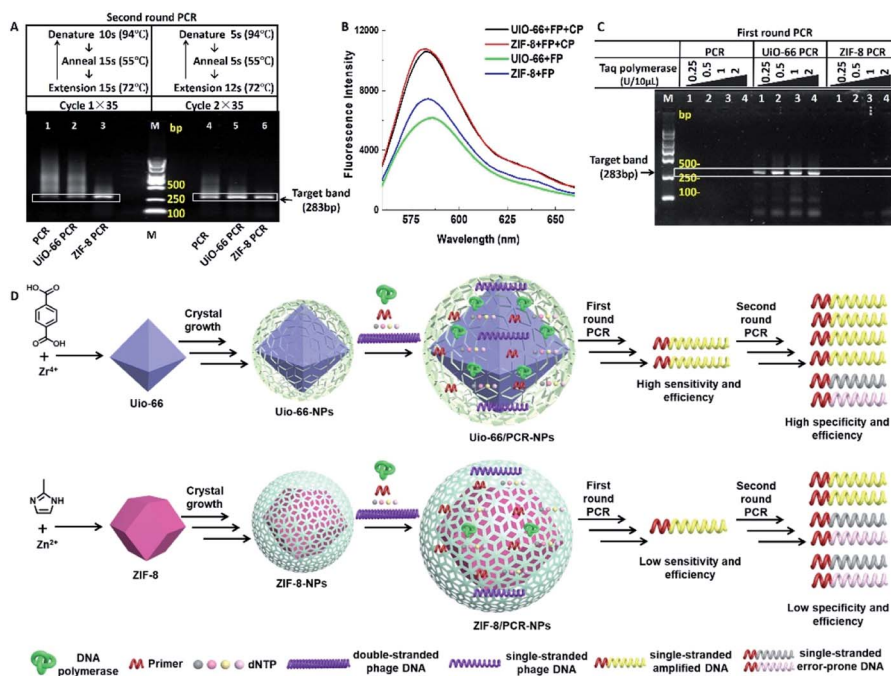 A
Second round PCR
Denature 10s (94℃)
Anneal 15s (55℃)
Extension 15s (72℃)
Cycle 1×35
Denature 5s (94℃)
Anneal 5s (55℃)
Extension 12s (72℃)
Cycle 2×35
1 2 3 M bp 4 5 6
500
250
100
Target band
(283bp)
PCR
UiO-66 PCR
ZIF-8 PCR
M
PCR
UiO-66 PCR
ZIF-8 PCR
B
Fluorescence Intensity
12000
9000
6000
3000
0
UIO-66+FP+CP
ZIF-8+FP+CP
UIO-66+FP
ZIF-8+FP
570 600 630 660
Wavelength (nm)
C
First round PCR
PCR UiO-66 PCR ZIF-8 PCR
Taq polymerase
(U/10μL)
0.25 0.5 1 2 0.25 0.5 1 2 0.25 0.5 1 2
M 1 2 3 4 1 2 3 4 1 2 3 4
bp
500-
250-
100-
Target band
(283bp)
D
HO O
O OH
+
Zr⁴⁺
Uio-66
Crystal
growth
Uio-66-NPs
Uio-66/PCR-NPs
First
round
PCR
High sensitivity and
efficiency
Second
round
PCR
High specificity and
efficiency
N NH
+
Zn²⁺
ZIF-8
Crystal
growth
ZIF-8-NPs
ZIF-8/PCR-NPs
First
round
PCR
Low sensitivity and
efficiency
Second
round
PCR
Low specificity and
efficiency
DNA
polymerase
Primer
dNTP
double-stranded
phage DNA
single-stranded
phage DNA
single-stranded
amplified DNA
single-stranded
error-prone DNA